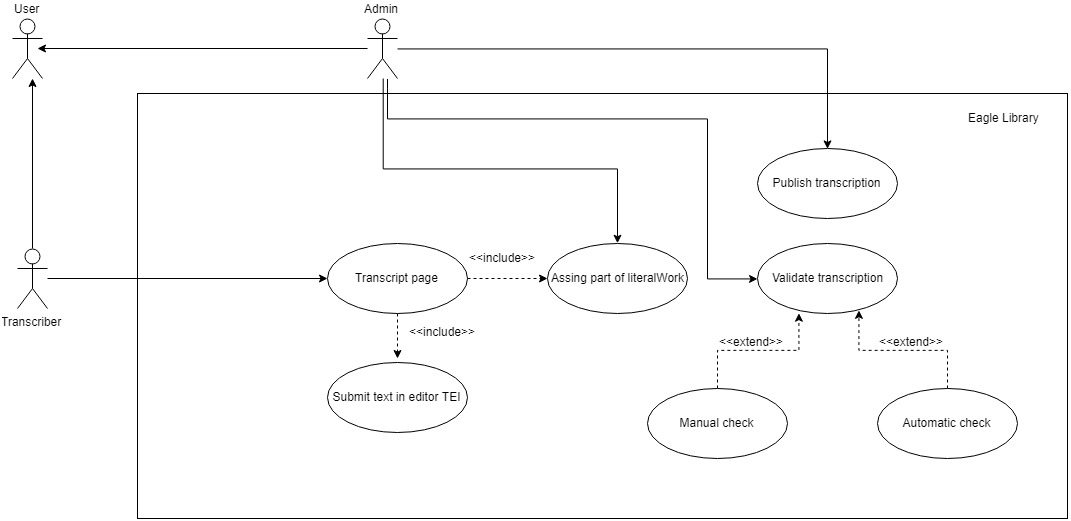 User
Admin
Eagle Library
Publish transcription
<<include>>
Transcript page
Assing part of literalWork
Validate transcription
Transcriber
<<include>>
<<extend>>
<<extend>>
Submit text in editor TEI
Manual check
Automatic check